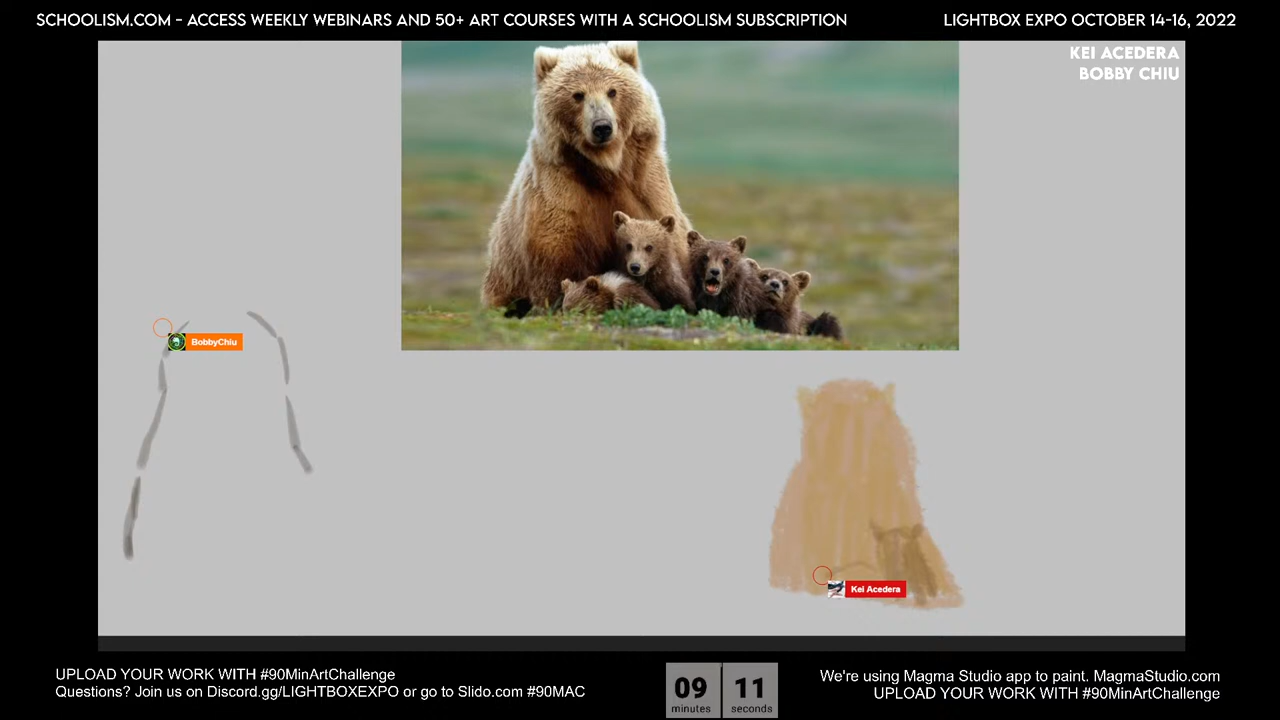 SCHOOLISM.COM – ACCESS WEEKLY WEBINARS AND 50+ ART COURSES WITH A SCHOOLISM SUBSCRIPTION
LIGHTBOX EXPO OCTOBER 14-16, 2022
KEI ACEDERA
BOBBY CHIU
BobbyChiu
Kei Acedera
UPLOAD YOUR WORK WITH #90MinArtChallenge
Questions? Join us on Discord.gg/LIGHTBOXEXPO or go to Slido.com #90MAC
09 11
minutes seconds
We're using Magma Studio app to paint. MagmaStudio.com
UPLOAD YOUR WORK WITH #90MinArtChallenge